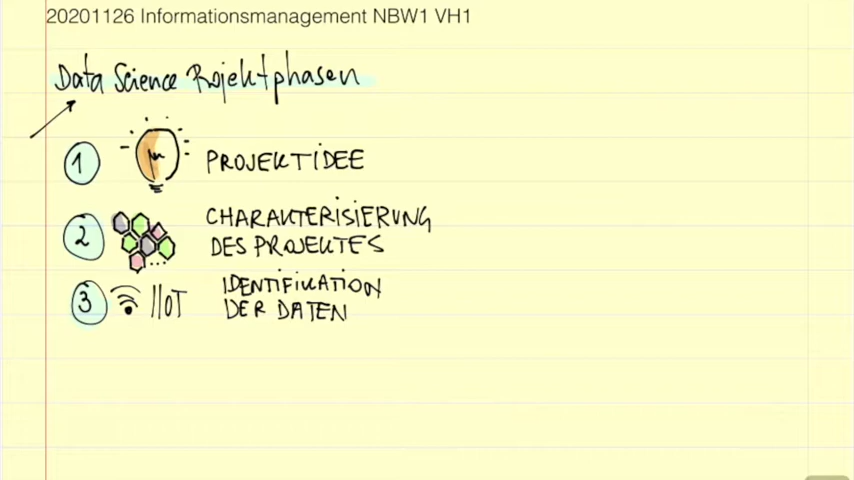 20201126 Informationsmanagement NBW1 VH1
Data Science Projektphasen
1 PROJEKTIDEE
2 CHARAKTERISIERUNG
DES PROJEKTES
3 IIOT IDENTIFIKATION
DER DATEN